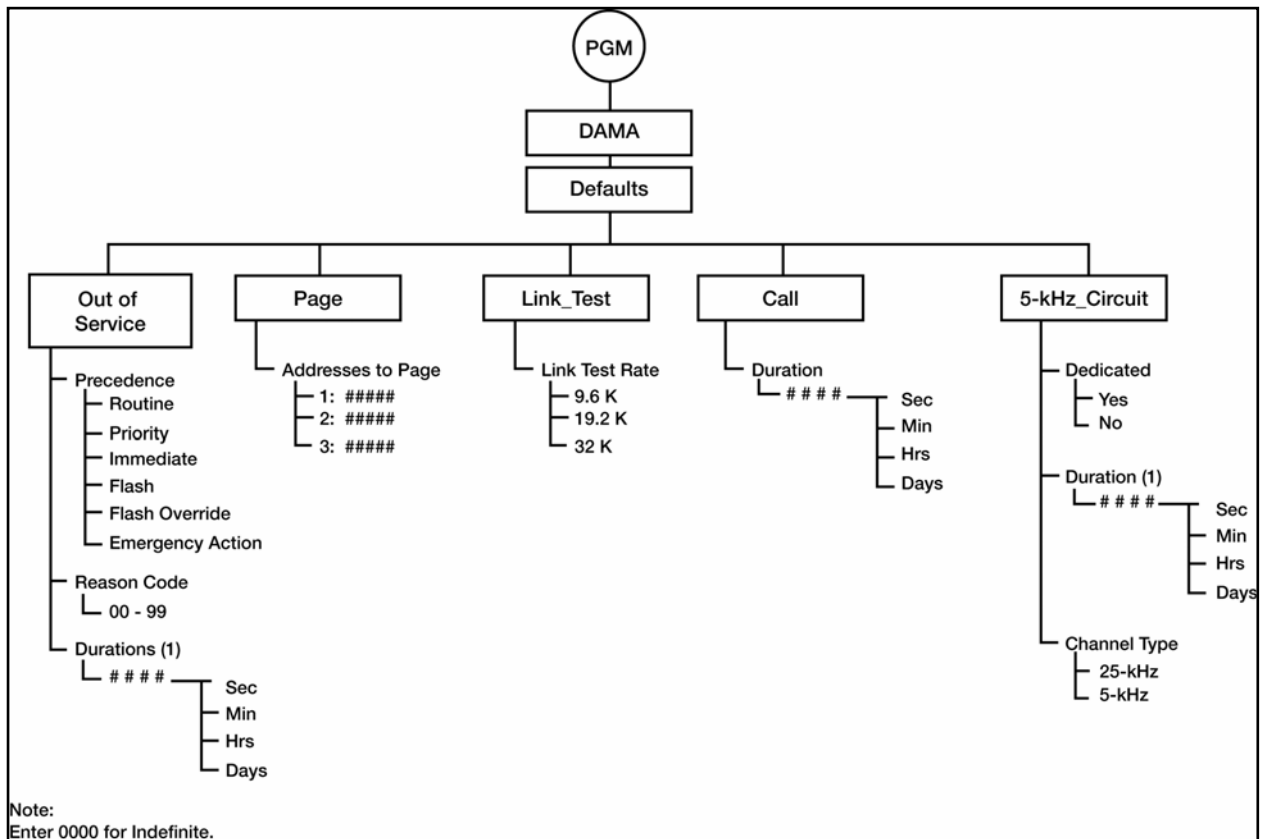 PGM
DAMA
Defaults
Out of
Service
Precedence
Routine
Priority
Immediate
Flash
Flash Override
Emergency Action
Reason Code
00 - 99
Durations (1)
# # # #
Sec
Min
Hrs
Days
Page
Addresses to Page
1: #####
2: #####
3: #####
Link_Test
Link Test Rate
9.6 K
19.2 K
32 K
Call
Duration
# # # #
Sec
Min
Hrs
Days
5-kHz_Circuit
Dedicated
Yes
No
Duration (1)
# # # #
Sec
Min
Hrs
Days
Channel Type
25-kHz
5-kHz
Note:
Enter 0000 for Indefinite.